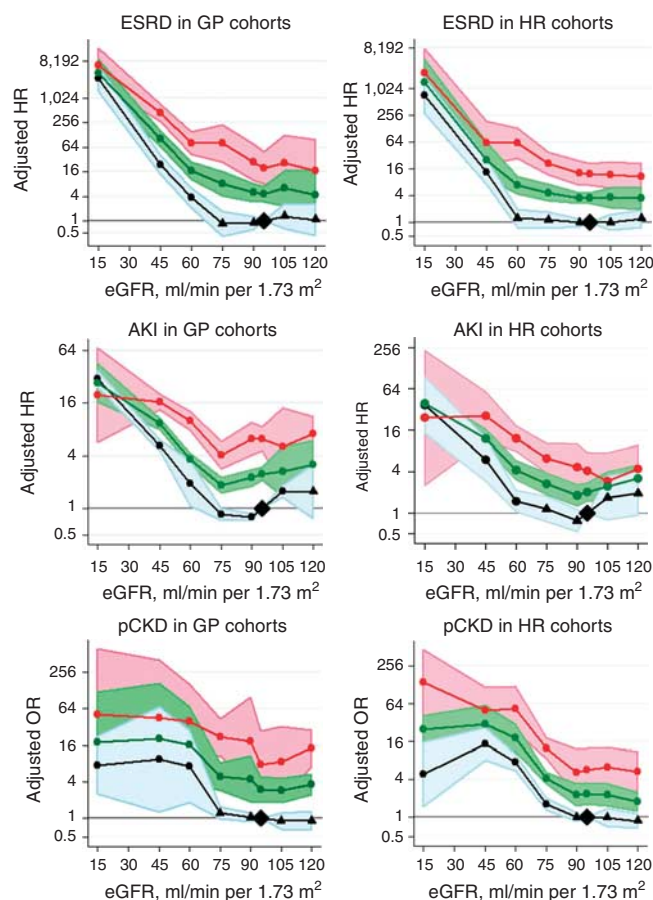 ESRD in GP cohorts
Adjusted HR
8,192
1,024
256
64
16
4
1
0.5
15 30 45 60 75 90 105 120
eGFR, ml/min per 1.73 m²
ESRD in HR cohorts
Adjusted HR
8,192
1,024
256
64
16
4
1
0.5
15 30 45 60 75 90 105 120
eGFR, ml/min per 1.73 m²
AKI in GP cohorts
Adjusted HR
64
16
4
1
0.5
15 30 45 60 75 90 105 120
eGFR, ml/min per 1.73 m²
AKI in HR cohorts
Adjusted HR
256
64
16
4
1
0.5
15 30 45 60 75 90 105 120
eGFR, ml/min per 1.73 m²
pCKD in GP cohorts
Adjusted OR
256
64
16
4
1
0.5
15 30 45 60 75 90 105 120
eGFR, ml/min per 1.73 m²
pCKD in HR cohorts
Adjusted OR
256
64
16
4
1
0.5
15 30 45 60 75 90 105 120
eGFR, ml/min per 1.73 m²